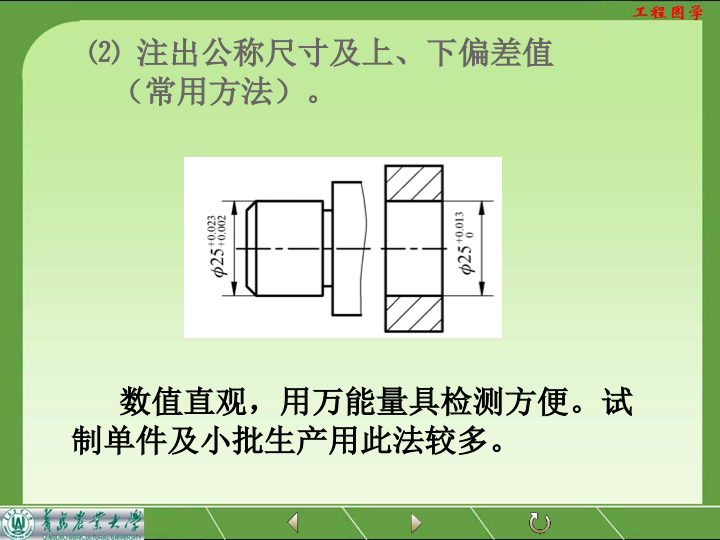 工程图学
⑵ 注出公称尺寸及上、下偏差值
（常用方法）。
ϕ25 +0.023 +0.002
ϕ25 +0.013 0
数值直观，用万能量具检测方便。试
制单件及小批生产用此法较多。
青岛农业大学